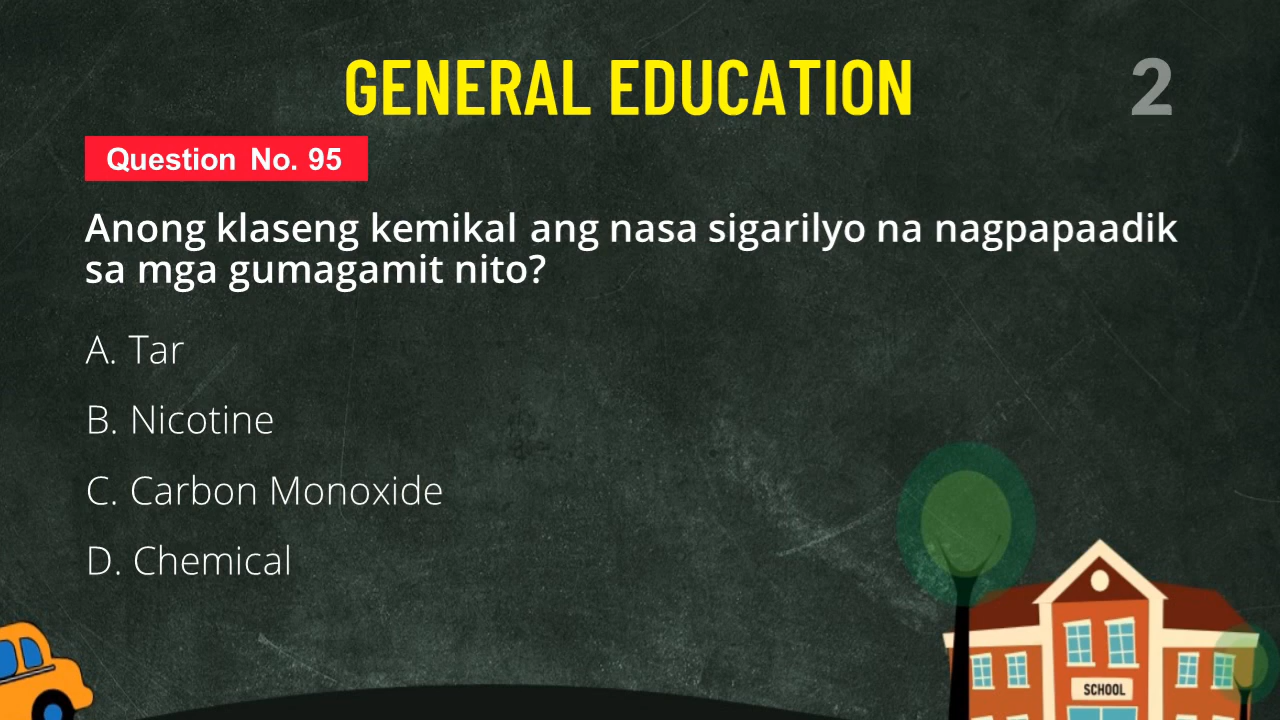 GENERAL EDUCATION
2
Question No. 95
Anong klaseng kemikal ang nasa sigarilyo na nagpapaadik
sa mga gumagamit nito?
A. Tar
B. Nicotine
C. Carbon Monoxide
D. Chemical
SCHOOL